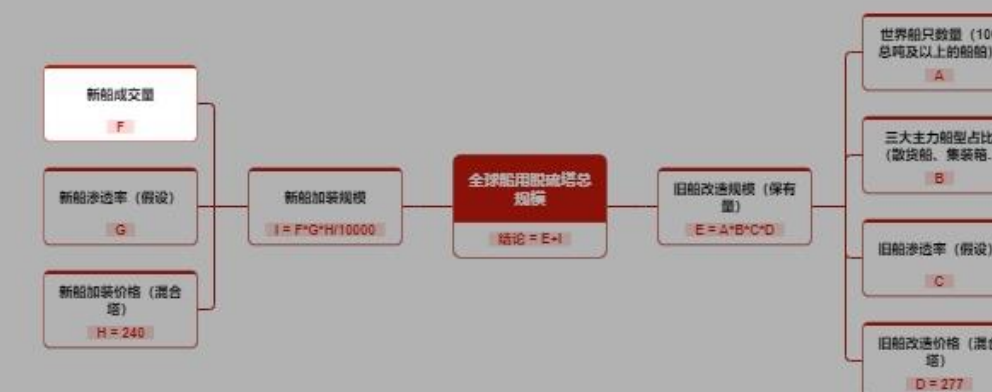 新船成交量
F
新船渗透率（假设）
G
新船加装价格（混合
塔）
H = 240
新船加装规模
I = F*G*H/10000
全球船用脱硫塔总
规模
结论 = E+I
旧船改造规模（保有
量）
E = A*B*C*D
世界船只数量（10
总吨及以上的船舶）
A
三大主力船型占比
（散货船、集装箱..
B
旧船渗透率（假设）
C
旧船改造价格（混合
塔）
D = 277